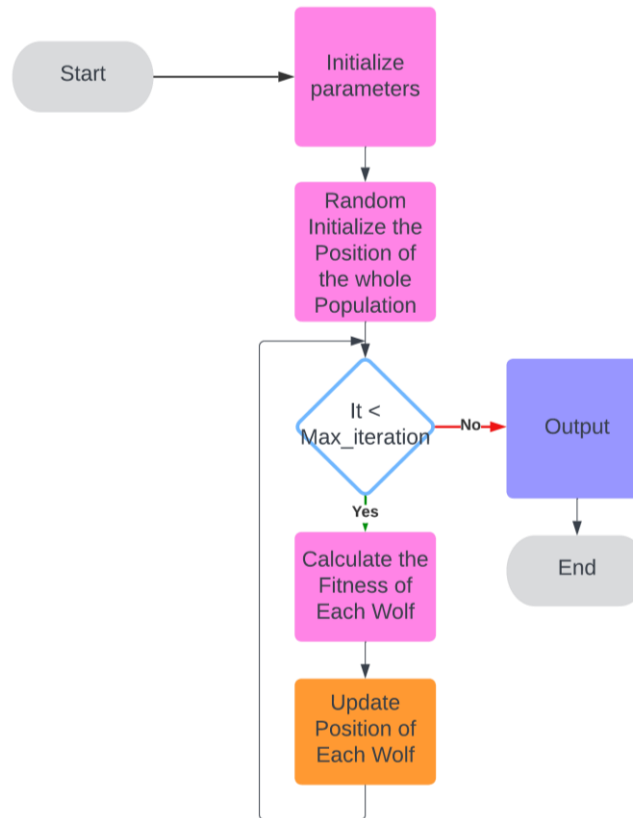 Start
Initialize
parameters
Random
Initialize the
Position of
the whole
Population
It <
Max_iteration
No
Output
Yes
End
Calculate the
Fitness of
Each Wolf
Update
Position of
Each Wolf